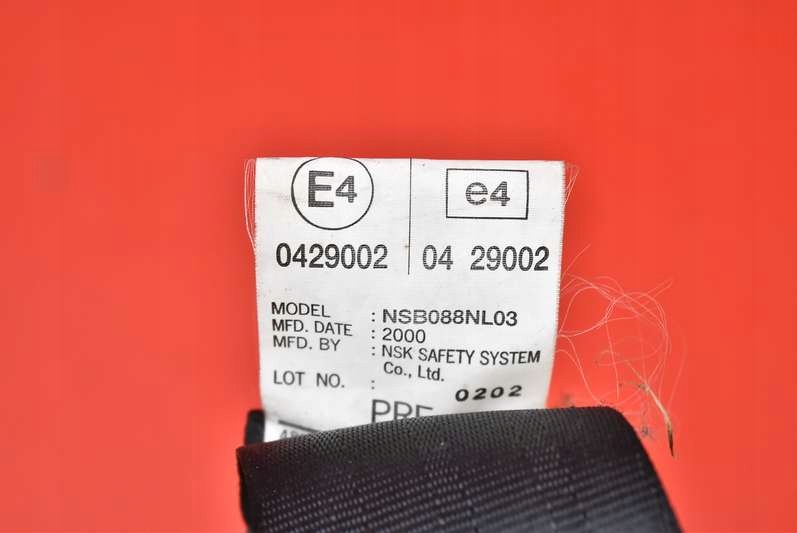 E4
e4
0429002
04 29002
MODEL : NSB088NL03
MFD. DATE : 2000
MFD. BY : NSK SAFETY SYSTEM
Co., Ltd.
LOT NO. : 0202